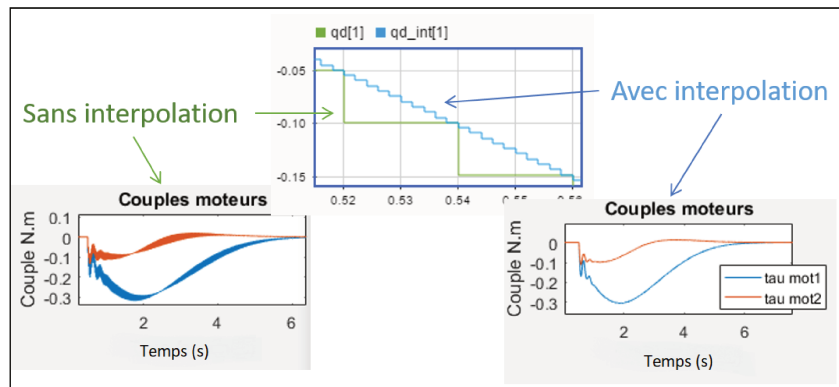 qd[1] qd_int[1]
-0.05
-0.10
-0.15
0.52 0.53 0.54 0.55 0.56
Sans interpolation
Avec interpolation
Couples moteurs
Couple N.m
0.1
0
-0.1
-0.2
-0.3
2 4 6
Temps (s)
Couples moteurs
Couple N.m
0
-0.1
-0.2
-0.3
tau mot1
tau mot2
2 4 6
Temps (s)